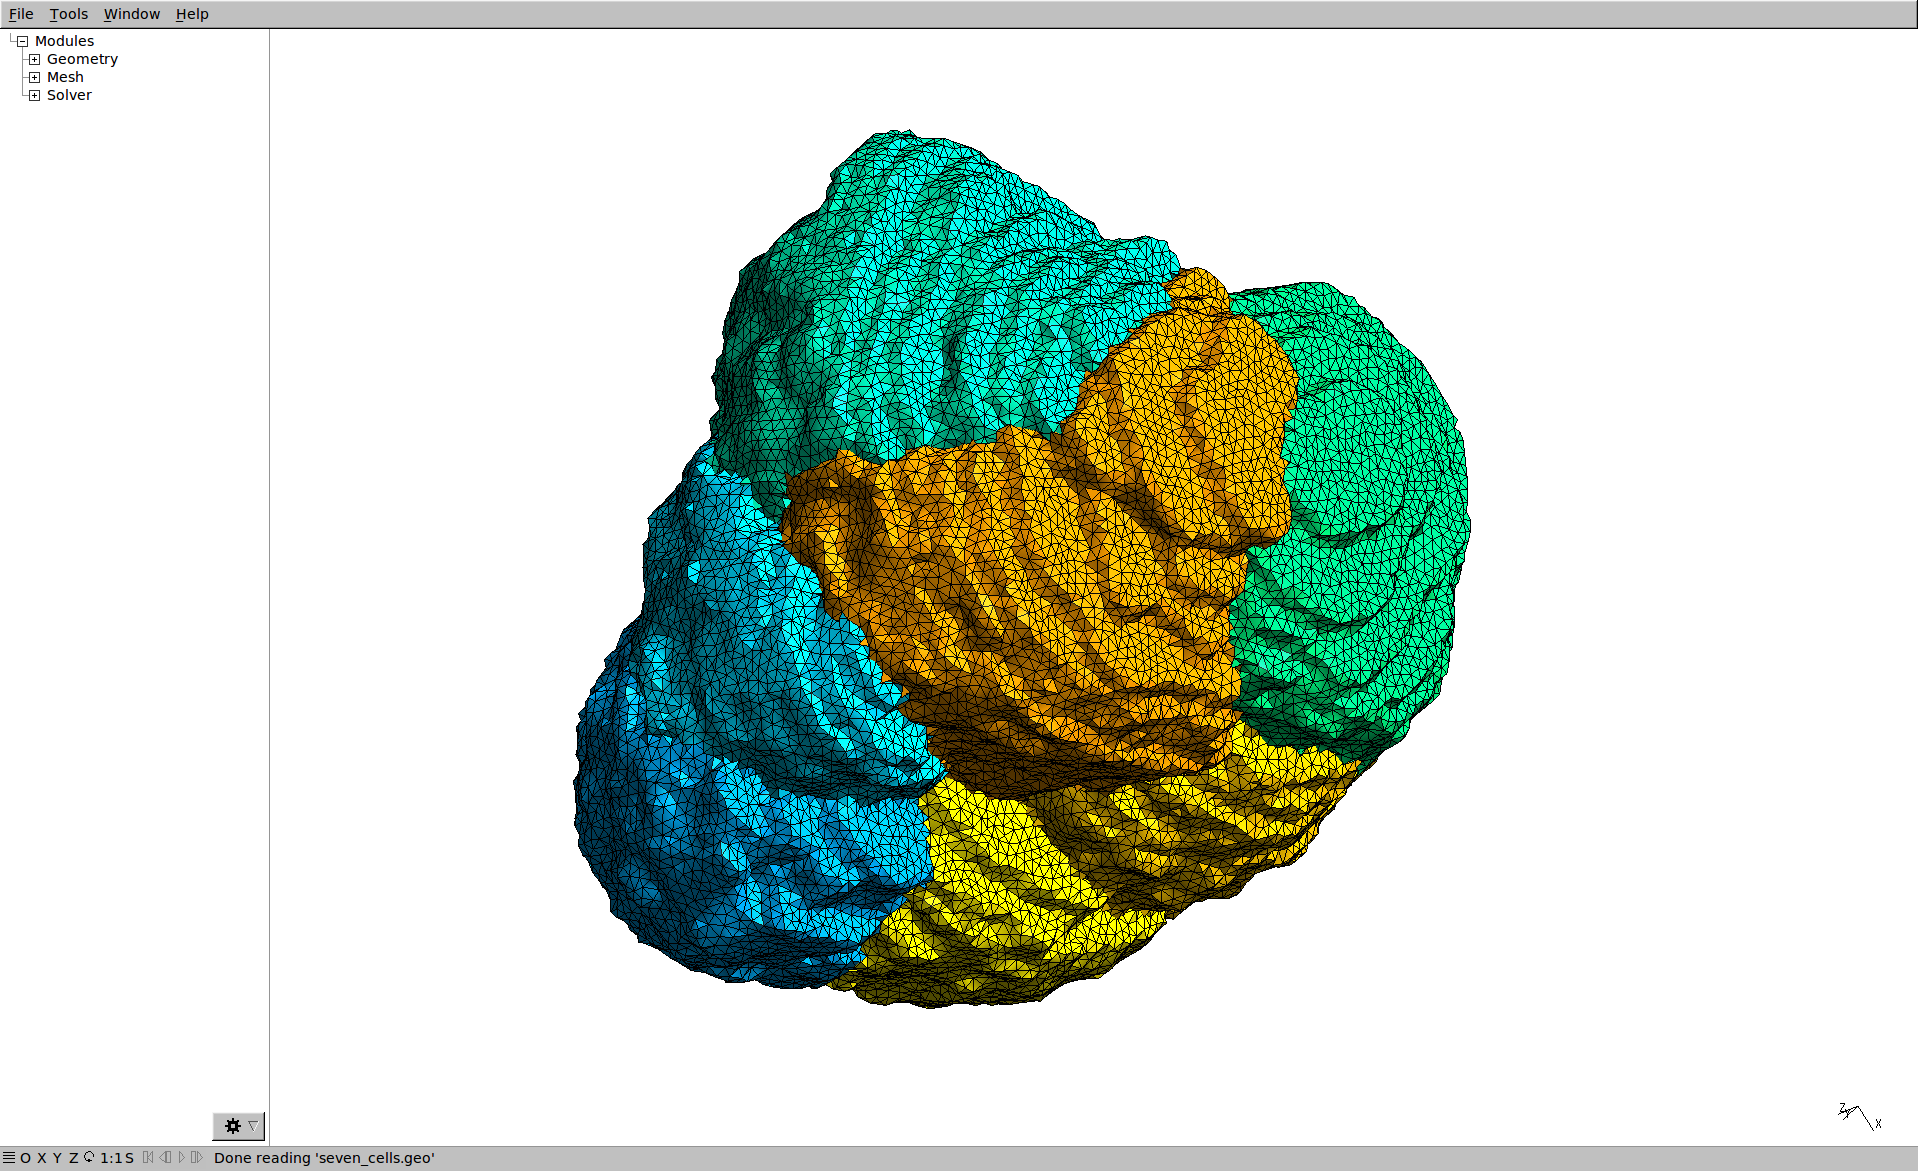 File Tools Window Help
Modules
Geometry
Mesh
Solver
Z Y X
O X Y Z 1:1 S Done reading 'seven_cells.geo'